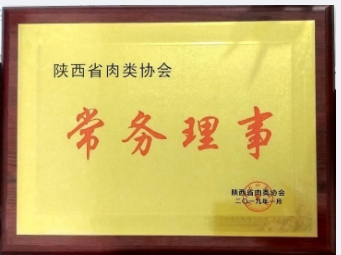 陕西省肉类协会
常务理事
陕西省肉类协会
二〇一九年一月